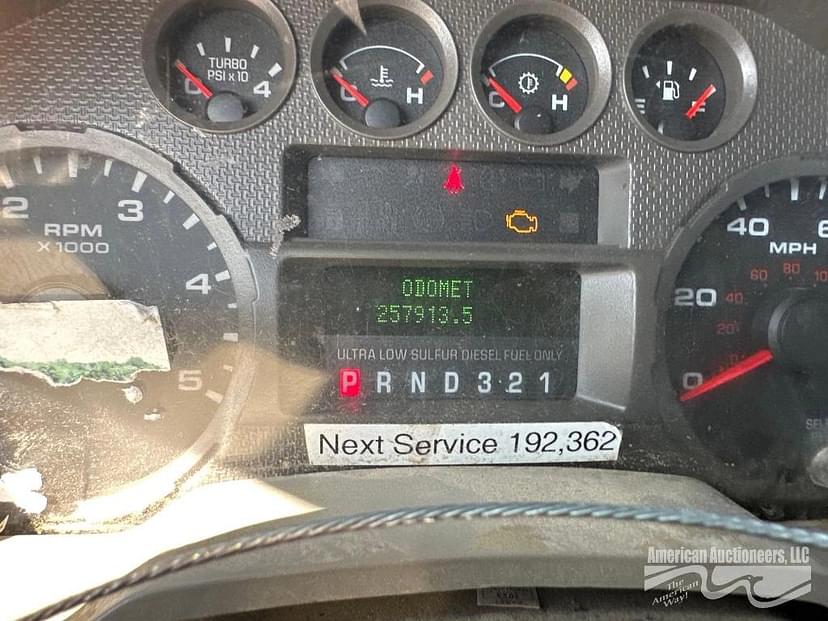 TURBO
PSI x 10
0 4
C H
C H
E F
2 3 4 5
RPM
X 1000
20 40
MPH
20 40 60 80
0
ODOMET
257913.5
ULTRA LOW SULFUR DIESEL FUEL ONLY
P R N D 3 2 1
Next Service 192,362
American Auctioneers, LLC
The
American
Way!